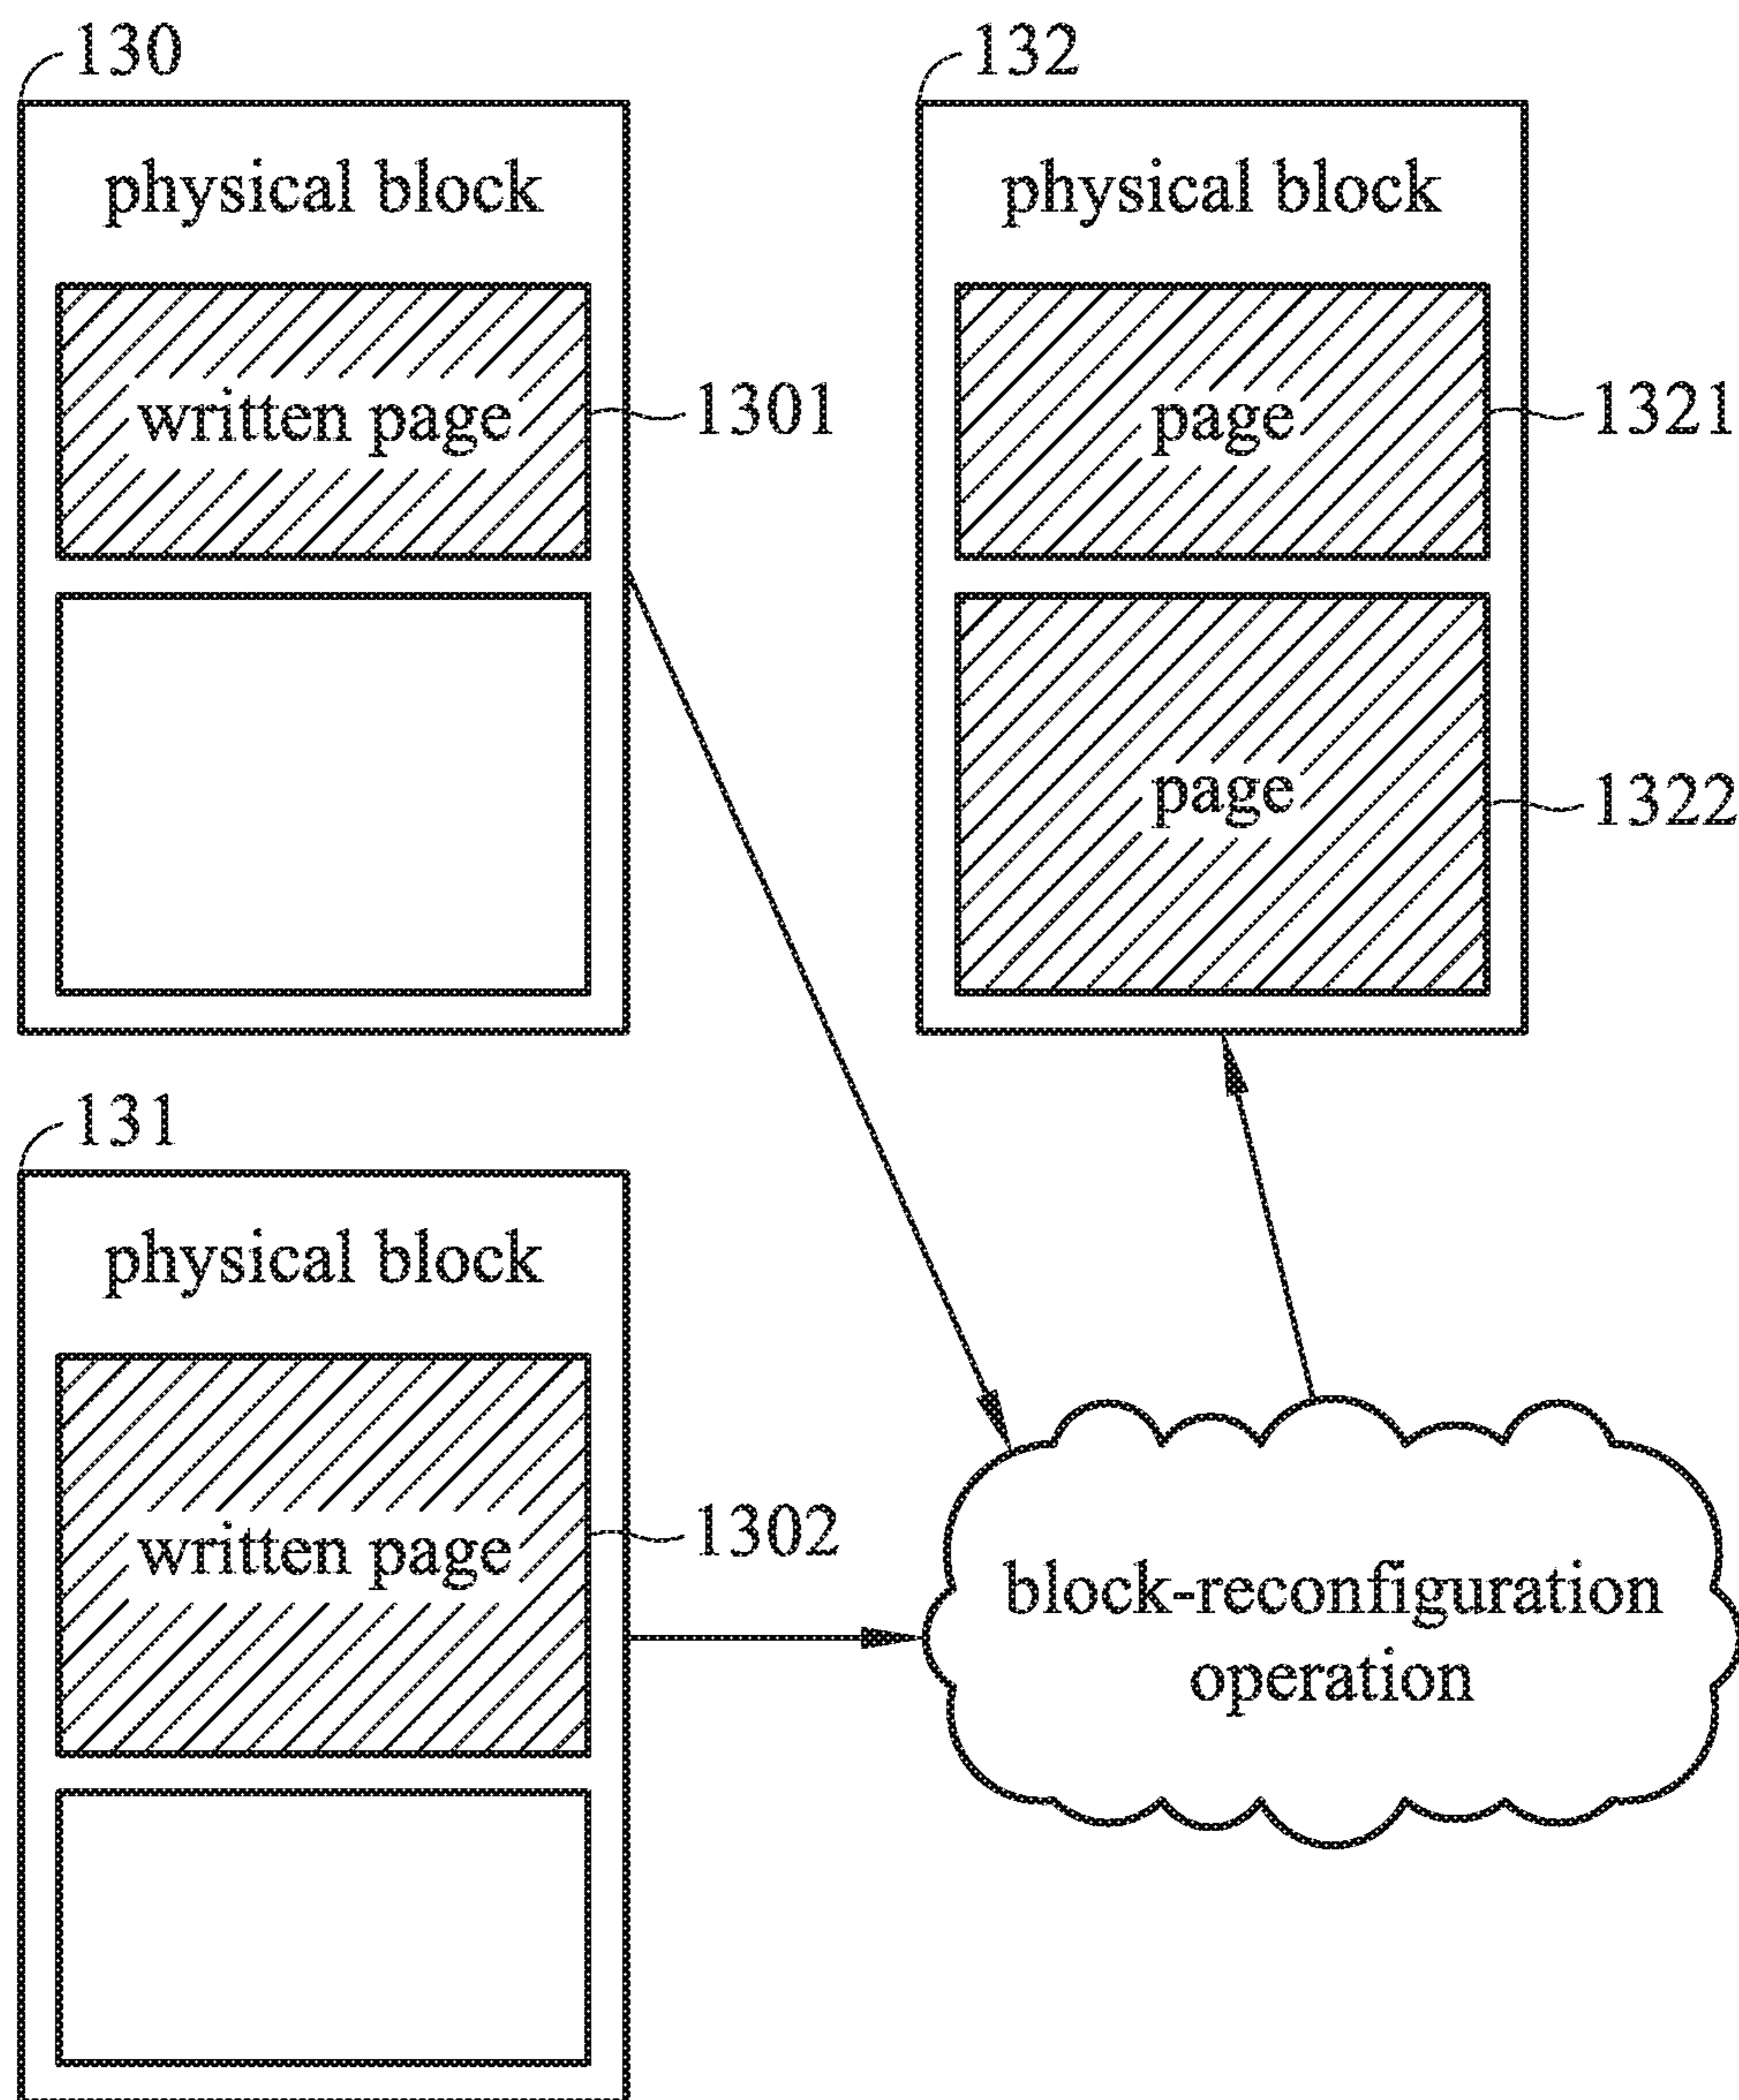 130
physical block
written page
1301
132
physical block
page
1321
page
1322
131
physical block
written page
1302
block-reconfiguration
operation